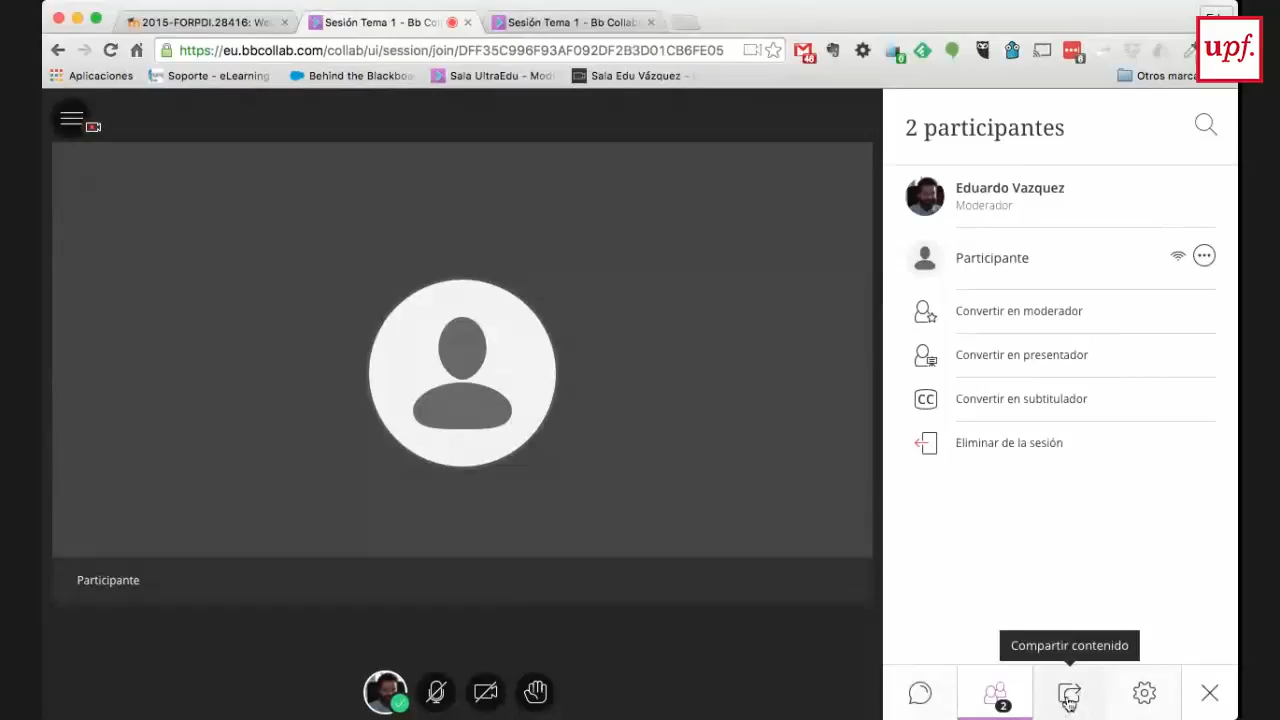 2015-FORPDI.28416: We
Sesión Tema 1 - Bb Col
Sesión Tema 1 - Bb Collab
https://eu.bbcollab.com/collab/ui/session/join/DFF35C996F93AF092DF2B3D01CB6FE05
Aplicaciones
Soporte - eLearning
Behind the Blackboa
Sala UltraEdu - Mod
Sala Edu Vázquez -
Otros marca
upf.
2 participantes
Eduardo Vazquez
Moderador
Participante
Convertir en moderador
Convertir en presentador
CC Convertir en subtitulador
Eliminar de la sesión
Participante
Compartir contenido
2